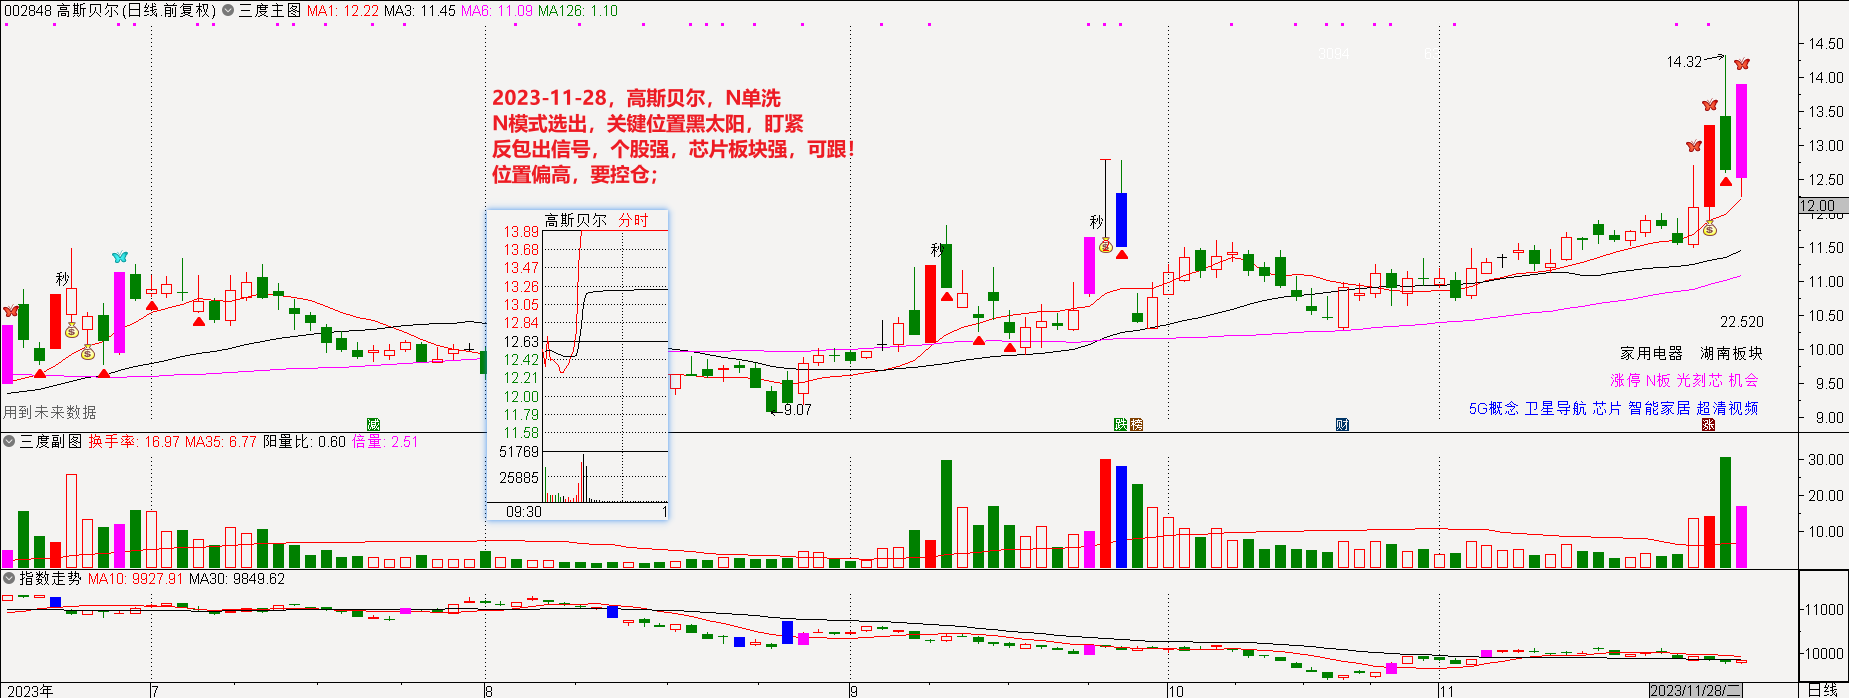 002848 高斯贝尔(日线.前复权) 三度主图 MA1: 12.22 MA3: 11.45 MA6: 11.09 MA126: 1.10
3094 6
14.50
14.32
14.00
13.50
13.00
12.50
12.00
12.00
11.50
11.00
10.50
10.00
9.50
9.00
2023-11-28，高斯贝尔，N单洗
N模式选出，关键位置黑太阳，盯紧
反包出信号，个股强，芯片板块强，可跟！
位置偏高，要控仓；
秒
秒
秒
高斯贝尔 分时
13.89
13.68
13.47
13.26
13.05
12.84
12.63
12.42
12.21
12.00
11.79
11.58
51769
25885
09:30 1
9.07
22.520
家用电器 湖南板块
涨停 N板 光刻芯 机会
5G概念 卫星导航 芯片 智能家居 超清视频
用到未来数据
减 跌 榜 财 涨
三度副图 换手率: 16.97 MA35: 6.77 阳量比: 0.60 倍量: 2.51
30.00
20.00
10.00
指数走势 MA10: 9927.91 MA30: 9849.62
11000
10000
2023年 7 8 9 10 11 2023/11/28/二 日线